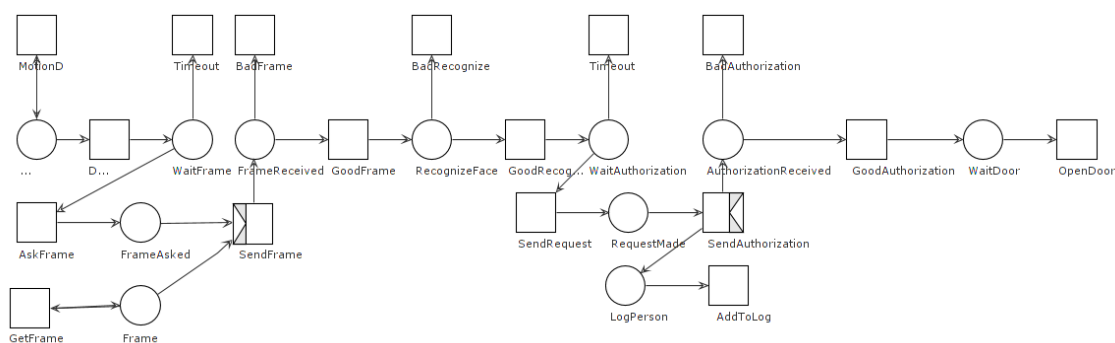 MotionD
Timeout
BadFrame
BadRecognize
Timeout
BadAuthorization
...
D...
WaitFrame
FrameReceived
GoodFrame
RecognizeFace
GoodRecog...
WaitAuthorization
AuthorizationReceived
GoodAuthorization
WaitDoor
OpenDoor
AskFrame
FrameAsked
SendFrame
SendRequest
RequestMade
SendAuthorization
GetFrame
Frame
LogPerson
AddToLog